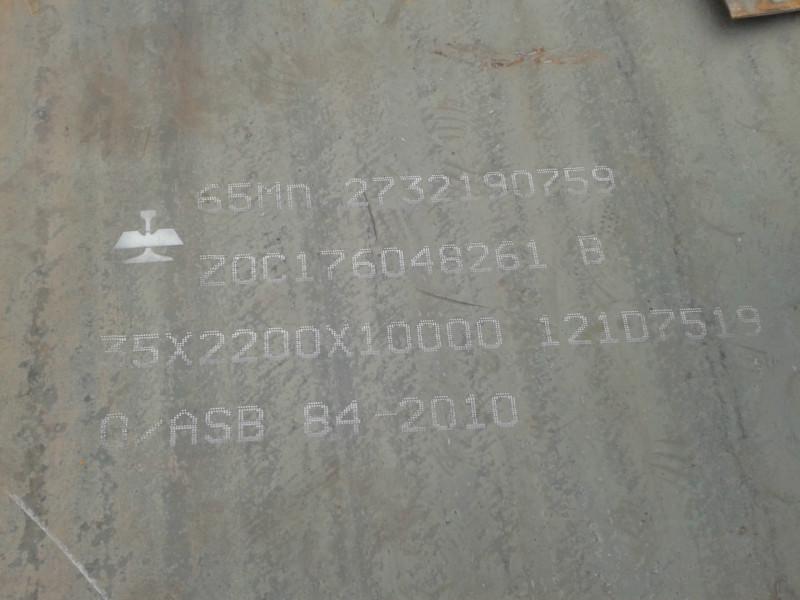 65Mn 2732190759
Z0C176048261 B
35X2200X10000 121D7519
Q/ASB 84-2010